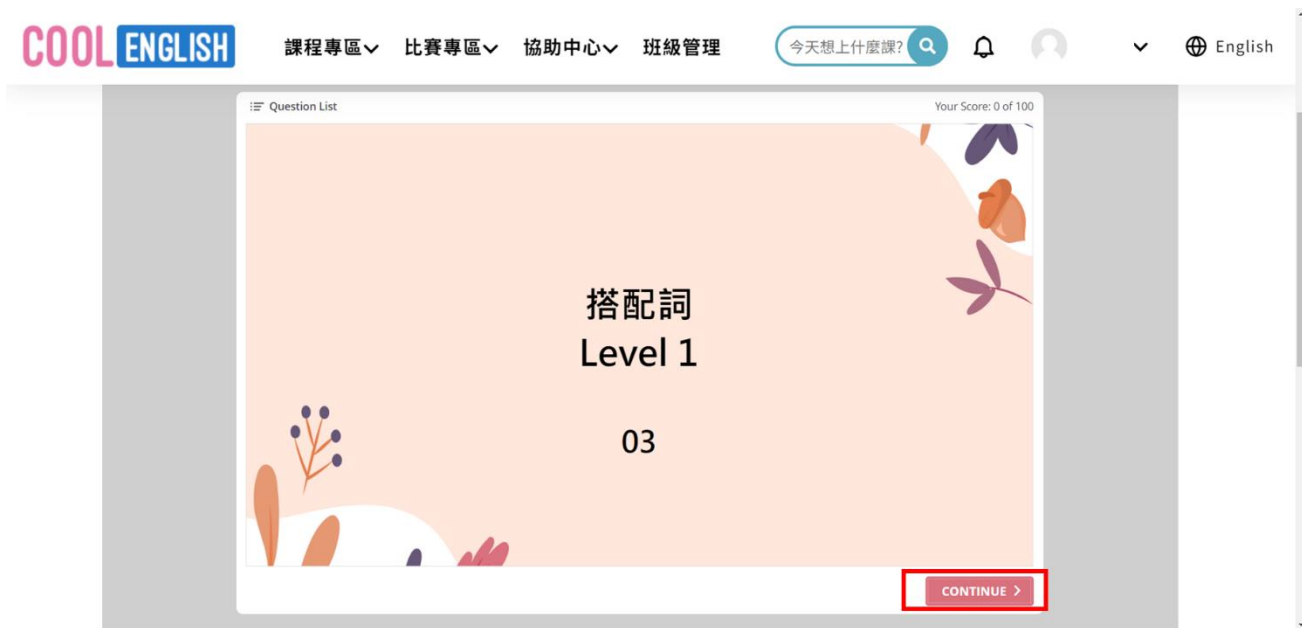 COOL ENGLISH 課程專區 比賽專區 協助中心 班級管理 今天想上什麼課? English
Question List Your Score: 0 of 100
搭配詞
Level 1
03
CONTINUE